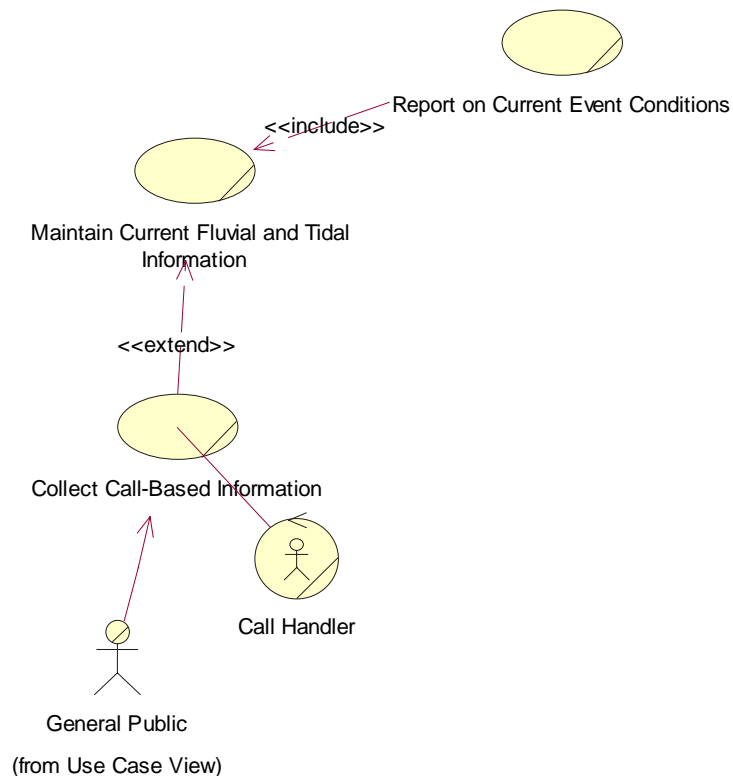 Report on Current Event Conditions
<<include>>
Maintain Current Fluvial and Tidal
Information
<<extend>>
Collect Call-Based Information
Call Handler
General Public
(from Use Case View)